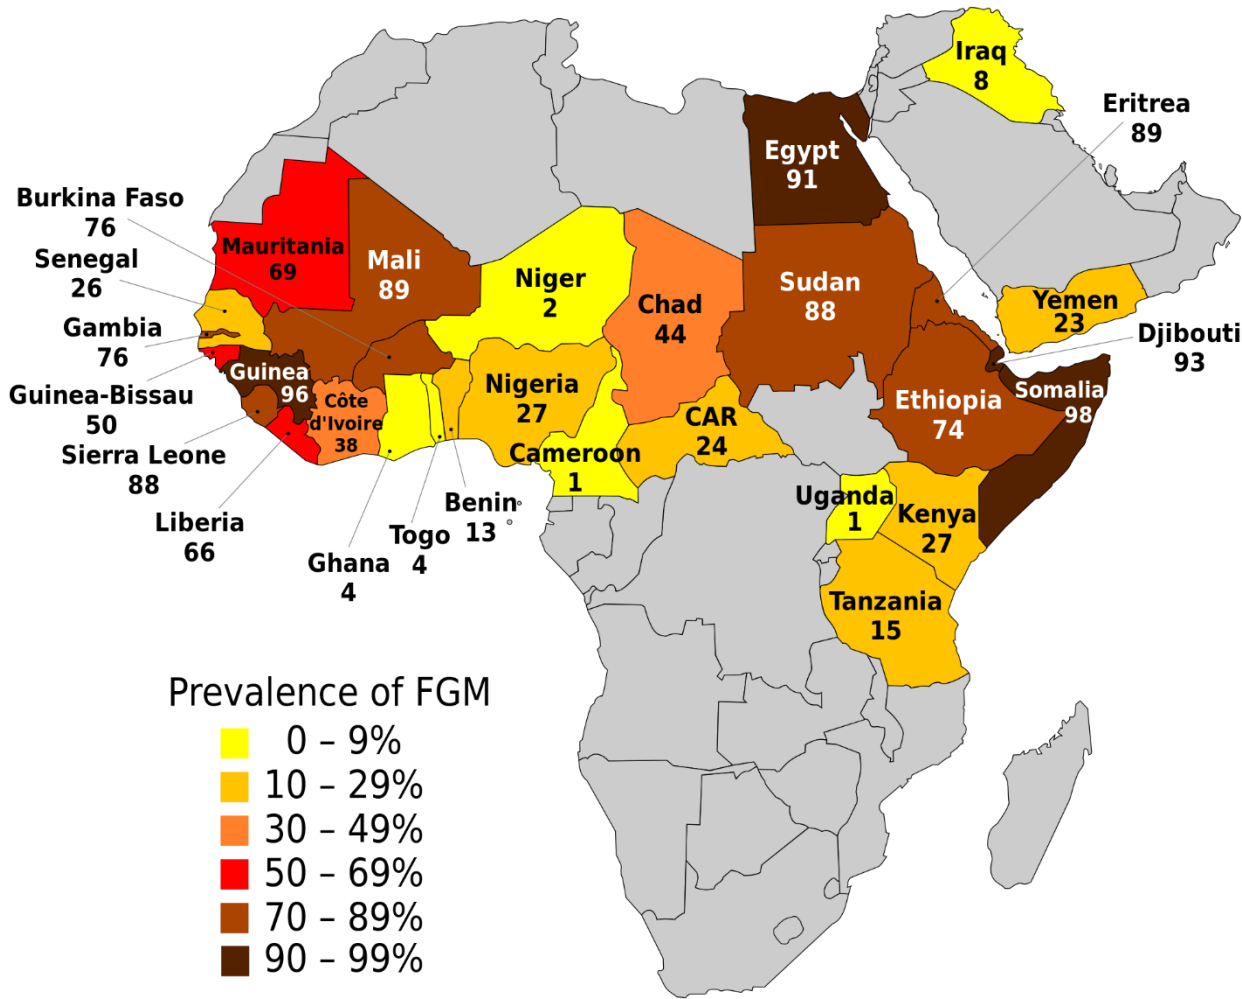 Iraq
8
Eritrea
89
Egypt
91
Burkina Faso
76
Mauritania
69
Mali
89
Senegal
26
Niger
2
Chad
44
Sudan
88
Yemen
23
Gambia
76
Djibouti
93
Guinea
96
Guinea-Bissau
50
Côte
d'Ivoire
38
Nigeria
27
CAR
24
Ethiopia
74
Somalia
98
Sierra Leone
88
Cameroon
1
Liberia
66
Benin
13
Togo
4
Ghana
4
Uganda
1
Kenya
27
Tanzania
15
Prevalence of FGM
0 – 9%
10 – 29%
30 – 49%
50 – 69%
70 – 89%
90 – 99%